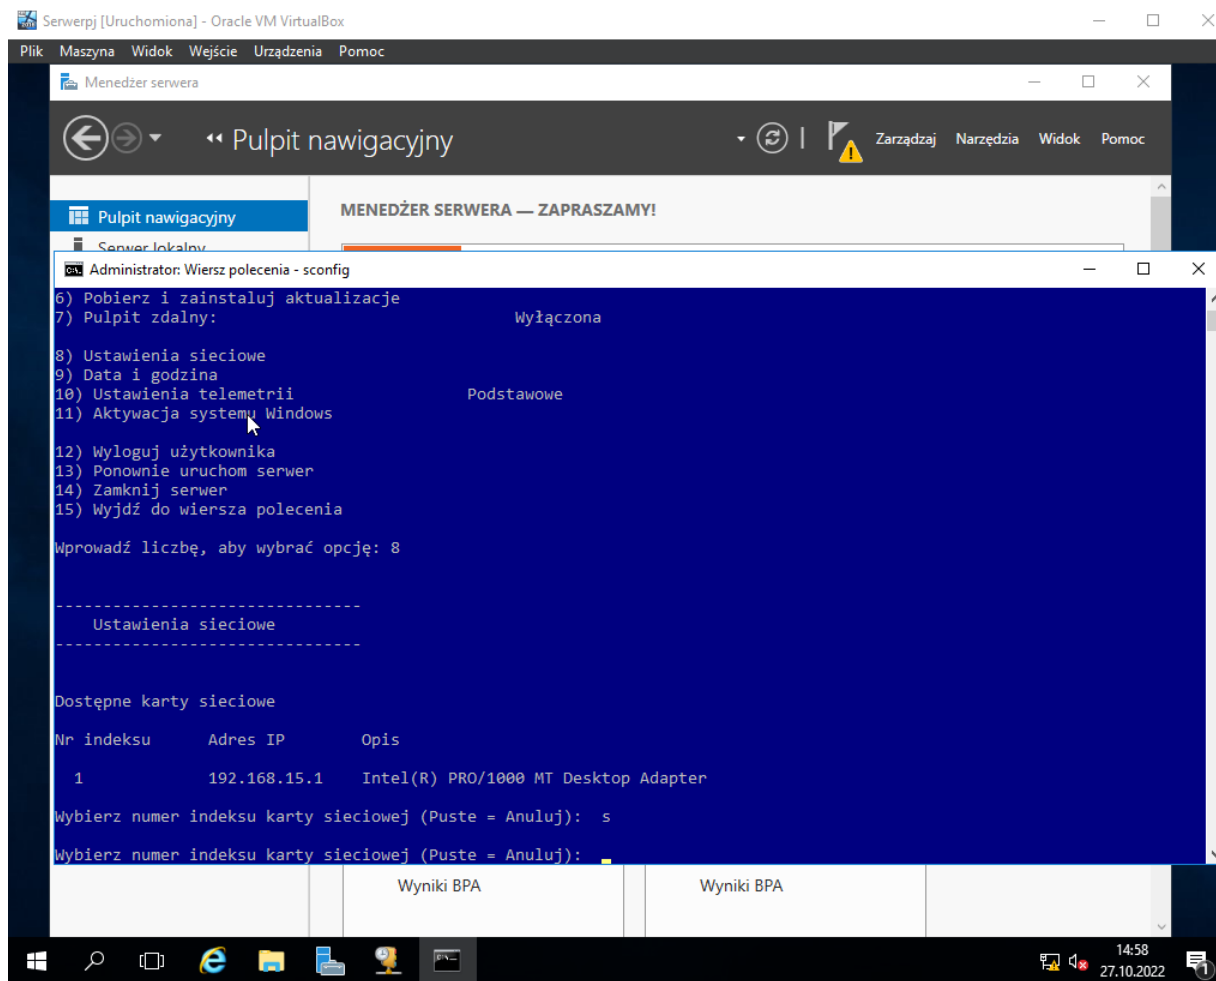 Serwerpj [Uruchomiona] - Oracle VM VirtualBox
Plik Maszyna Widok Wejście Urządzenia Pomoc
Menedżer serwera
Pulpit nawigacyjny
Zarządzaj Narzędzia Widok Pomoc
Pulpit nawigacyjny
MENEDŻER SERWERA — ZAPRASZAMY!
Serwer lokalny
Administrator: Wiersz polecenia - sconfig
6) Pobierz i zainstaluj aktualizacje
7) Pulpit zdalny: Wyłączona
8) Ustawienia sieciowe
9) Data i godzina
10) Ustawienia telemetrii Podstawowe
11) Aktywacja systemu Windows
12) Wyloguj użytkownika
13) Ponownie uruchom serwer
14) Zamknij serwer
15) Wyjdź do wiersza polecenia
Wprowadź liczbę, aby wybrać opcję: 8
--------------------------------
Ustawienia sieciowe
--------------------------------
Dostępne karty sieciowe
Nr indeksu Adres IP Opis
1 192.168.15.1 Intel(R) PRO/1000 MT Desktop Adapter
Wybierz numer indeksu karty sieciowej (Puste = Anuluj): s
Wybierz numer indeksu karty sieciowej (Puste = Anuluj):
Wyniki BPA Wyniki BPA
14:58
27.10.2022
1